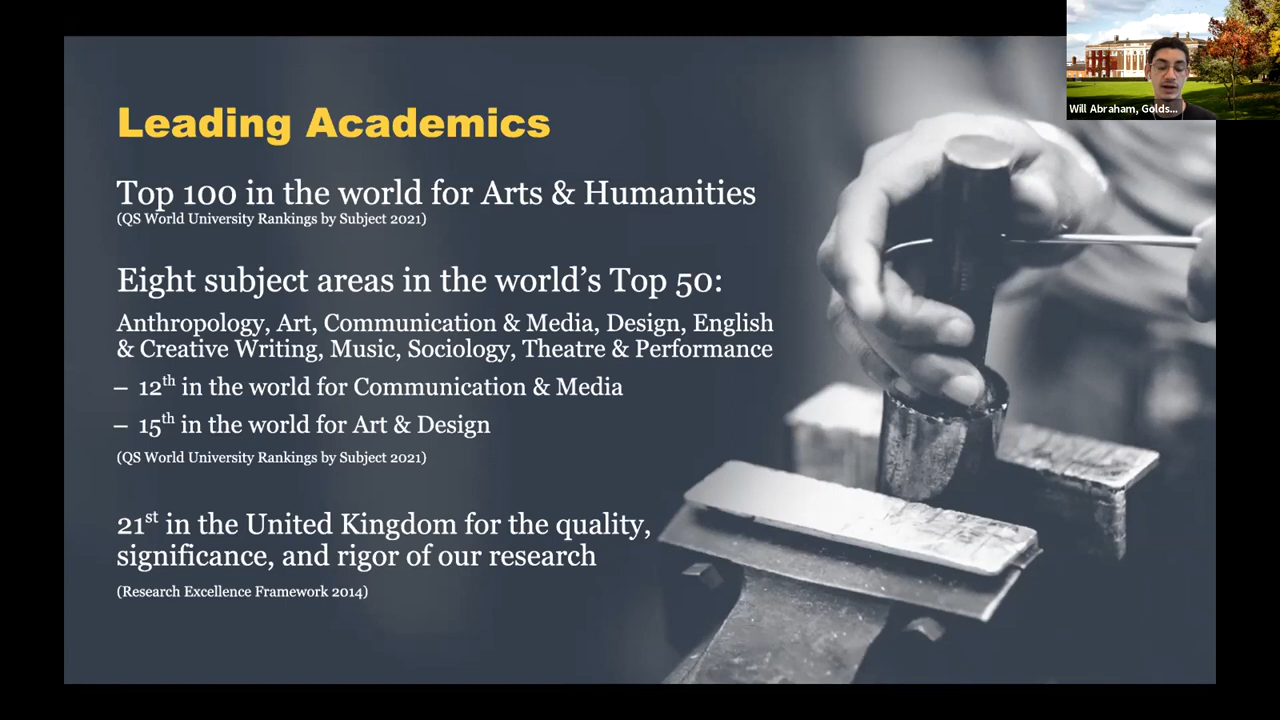 Leading Academics
Top 100 in the world for Arts & Humanities
(QS World University Rankings by Subject 2021)
Eight subject areas in the world's Top 50:
Anthropology, Art, Communication & Media, Design, English
& Creative Writing, Music, Sociology, Theatre & Performance
– 12th in the world for Communication & Media
– 15th in the world for Art & Design
(QS World University Rankings by Subject 2021)
21st in the United Kingdom for the quality,
significance, and rigor of our research
(Research Excellence Framework 2014)
Will Abraham, Golds...